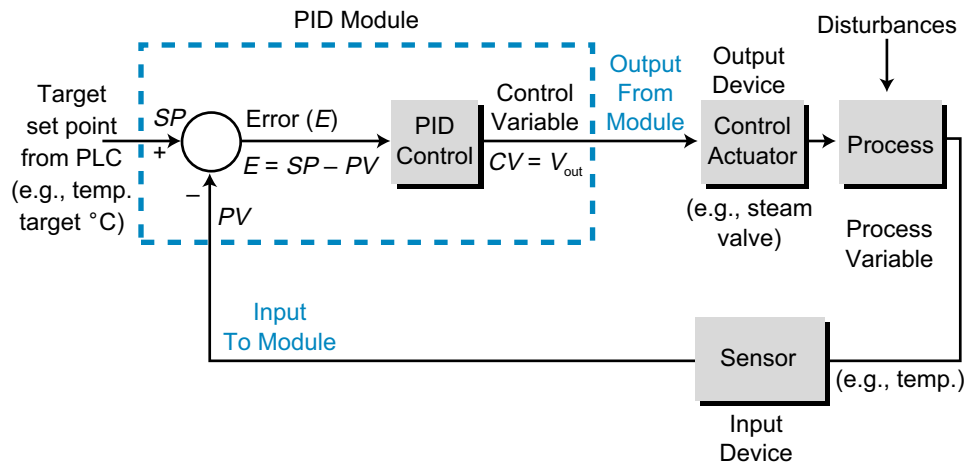 PID Module
Disturbances
Target
set point
from PLC
(e.g., temp.
target °C)
SP
+
–
PV
Error (E)
E = SP – PV
PID
Control
Control
Variable
CV = Vout
Output
From
Module
Output
Device
Control
Actuator
(e.g., steam
valve)
Process
Process
Variable
Input
To Module
Sensor
(e.g., temp.)
Input
Device